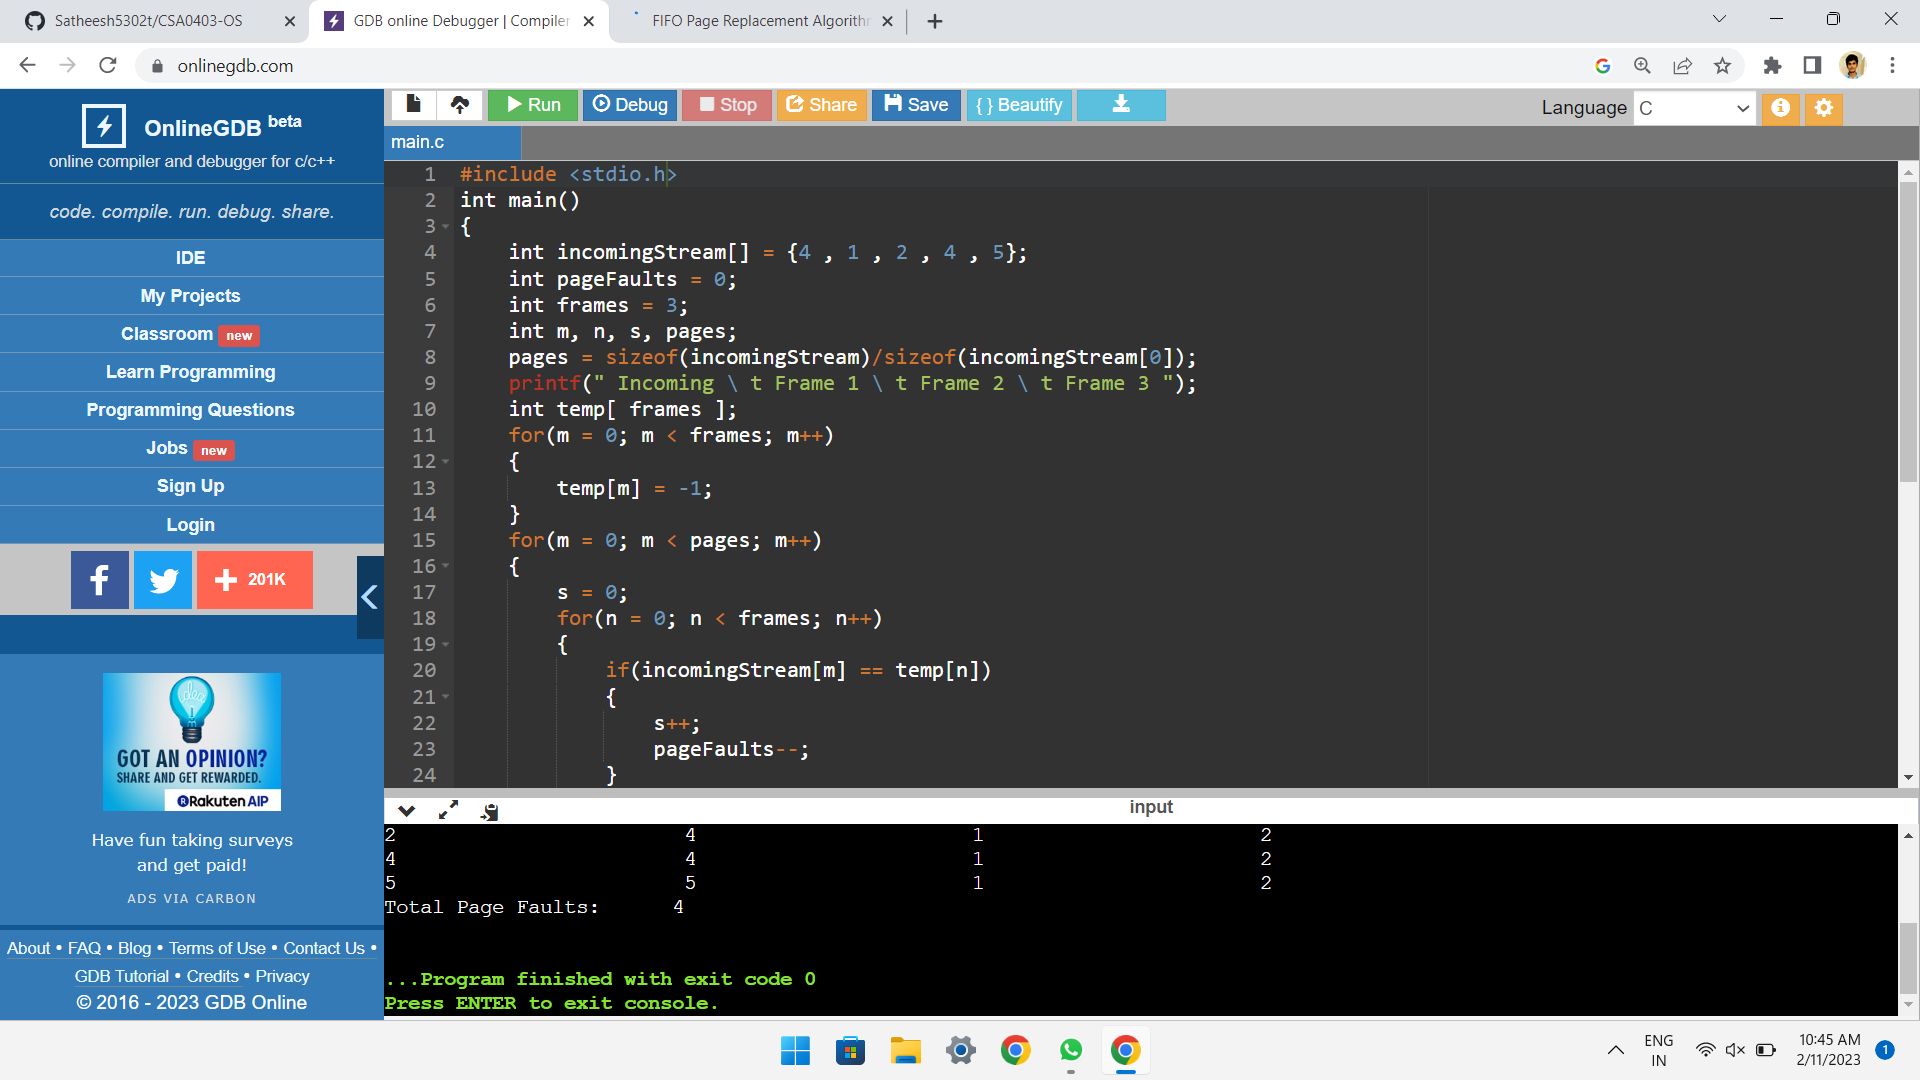 Satheesh5302t/CSA0403-OS
GDB online Debugger | Compiler
FIFO Page Replacement Algorithm
onlinegdb.com
OnlineGDB beta
online compiler and debugger for c/c++
code. compile. run. debug. share.
IDE
My Projects
Classroom new
Learn Programming
Programming Questions
Jobs new
Sign Up
Login
f
201K
idea
GOT AN OPINION?
SHARE AND GET REWARDED.
Rakuten AIP
Have fun taking surveys
and get paid!
ADS VIA CARBON
About • FAQ • Blog • Terms of Use • Contact Us •
GDB Tutorial • Credits • Privacy
© 2016 - 2023 GDB Online
Run Debug Stop Share Save { } Beautify
Language C
main.c
1 #include <stdio.h>
2 int main()
3 {
4 int incomingStream[] = {4 , 1 , 2 , 4 , 5};
5 int pageFaults = 0;
6 int frames = 3;
7 int m, n, s, pages;
8 pages = sizeof(incomingStream)/sizeof(incomingStream[0]);
9 printf(" Incoming \ t Frame 1 \ t Frame 2 \ t Frame 3 ");
10 int temp[ frames ];
11 for(m = 0; m < frames; m++)
12 {
13 temp[m] = -1;
14 }
15 for(m = 0; m < pages; m++)
16 {
17 s = 0;
18 for(n = 0; n < frames; n++)
19 {
20 if(incomingStream[m] == temp[n])
21 {
22 s++;
23 pageFaults--;
24 }
input
2 4 1 2
4 4 1 2
5 5 1 2
Total Page Faults: 4
...Program finished with exit code 0
Press ENTER to exit console.
ENG
IN
10:45 AM
2/11/2023
1